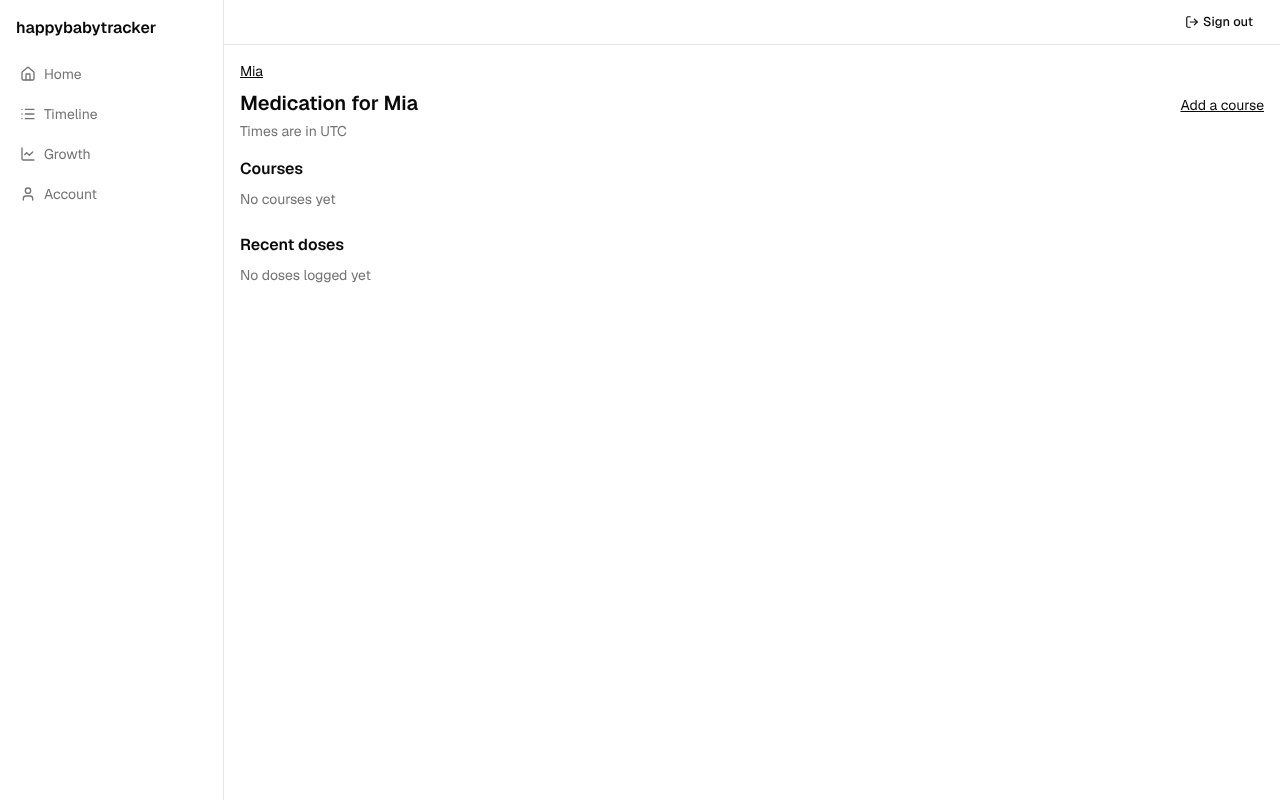 happybabytracker
Sign out
Home
Timeline
Growth
Account
Mia
Medication for Mia
Add a course
Times are in UTC
Courses
No courses yet
Recent doses
No doses logged yet